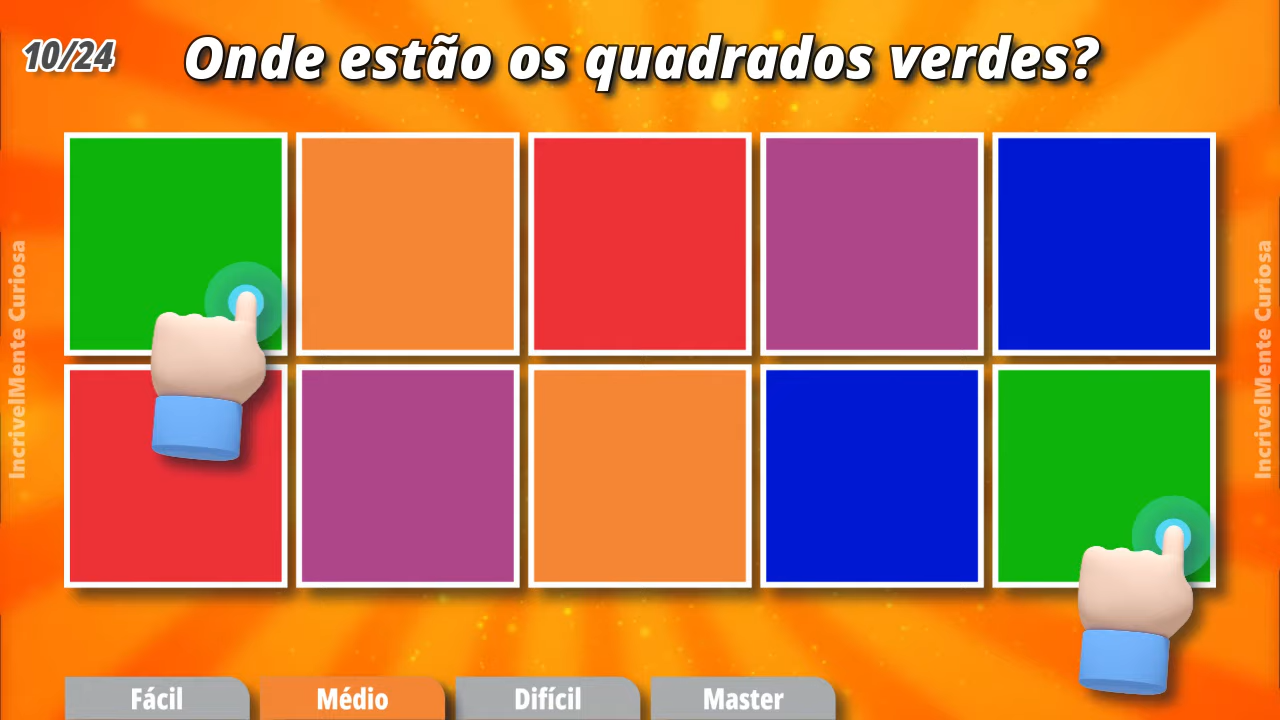 10/24
Onde estão os quadrados verdes?
IncrivelMente Curiosa
IncrivelMente Curiosa
Fácil
Médio
Difícil
Master